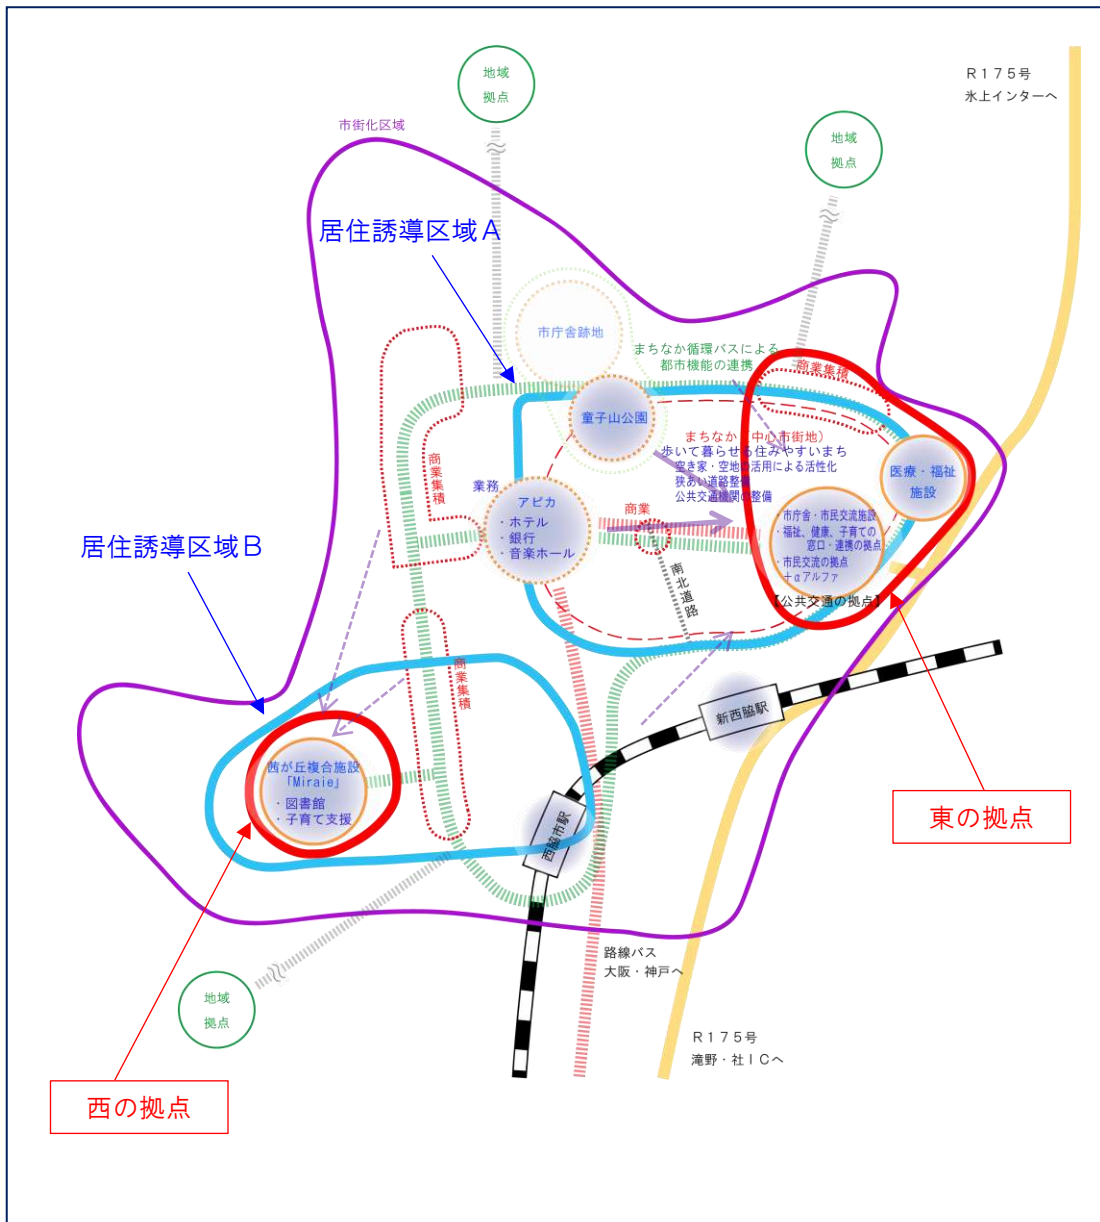 地域
拠点
R175号
氷上インターへ
市街化区域
地域
拠点
居住誘導区域A
市庁舎跡地
まちなか循環バスによる
都市機能の連携
商業集積
童子山公園
まちなか（中心市街地）
歩いて暮らせる住みやすいまち
空き家・空地の活用による活性化
狭あい道路整備
公共交通機関の整備
医療・福祉
施設
商業集積
業務
アピカ
・ホテル
・銀行
・音楽ホール
商業
・市庁舎・市民交流施設
・福祉、健康、子育ての
窓口・連携の拠点
・市民交流の拠点
+αアルファ
【公共交通の拠点】
南北道路
居住誘導区域B
商業集積
新西脇駅
茜が丘複合施設
「Miraie」
・図書館
・子育て支援
西脇市駅
東の拠点
路線バス
大阪・神戸へ
地域
拠点
R175号
滝野・社ICへ
西の拠点